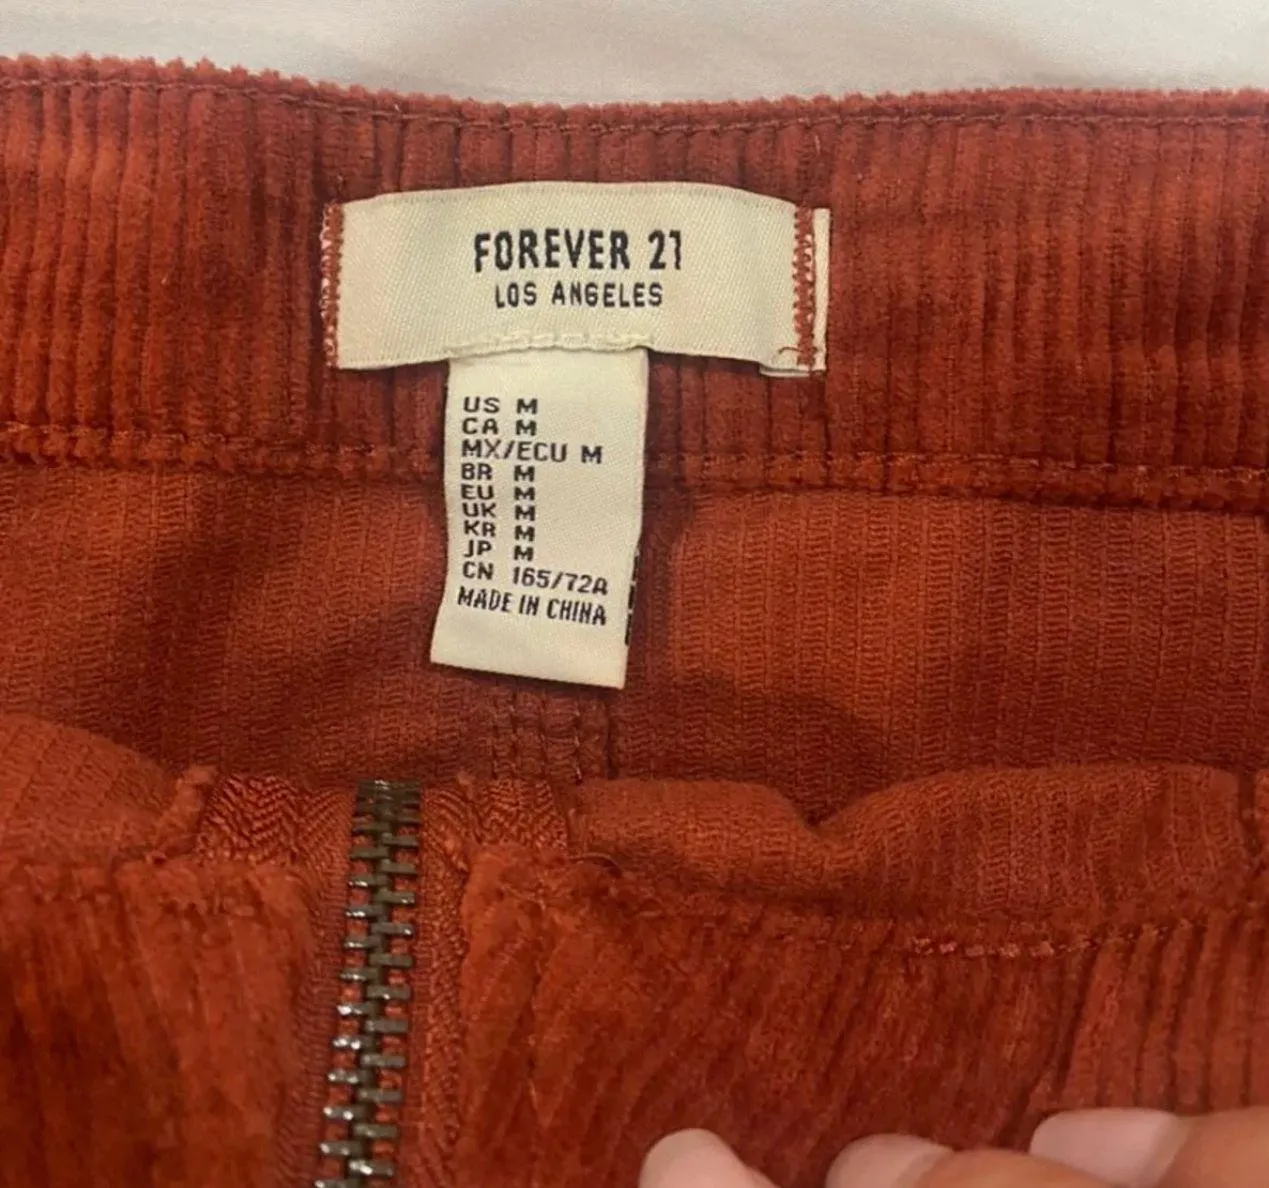 FOREVER 21
LOS ANGELES
US M
CA M
MX/ECU M
BR M
EU M
UK M
KR M
JP M
CN 165/72A
MADE IN CHINA